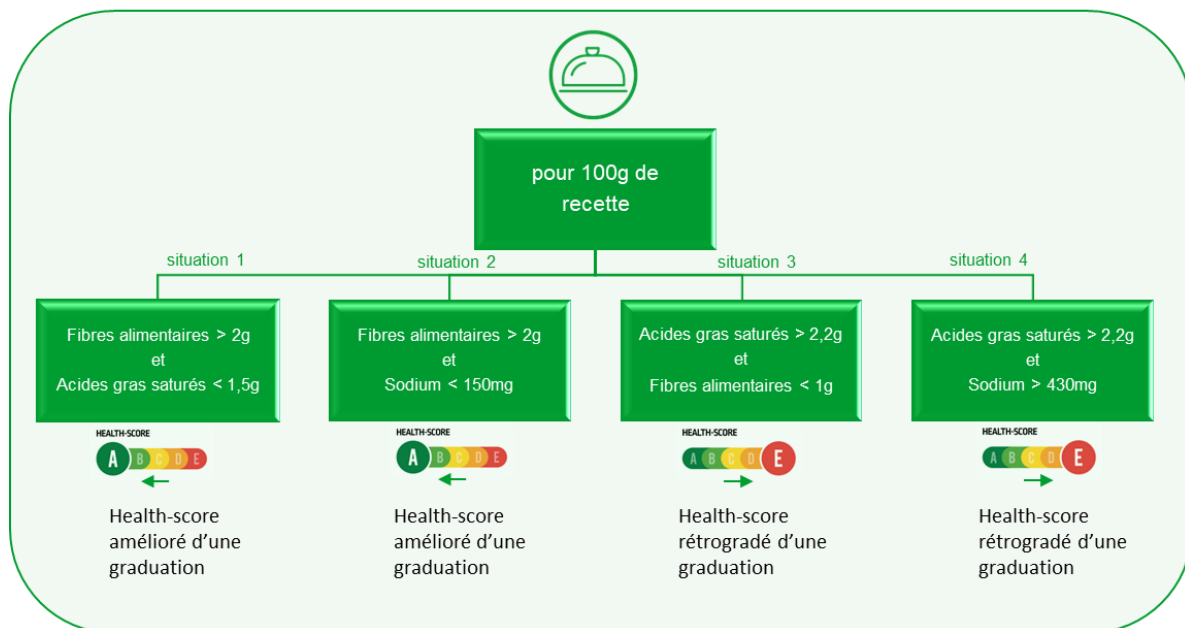 pour 100g de
recette
situation 1
situation 2
situation 3
situation 4
Fibres alimentaires > 2g
et
Acides gras saturés < 1,5g
Fibres alimentaires > 2g
et
Sodium < 150mg
Acides gras saturés > 2,2g
et
Fibres alimentaires < 1g
Acides gras saturés > 2,2g
et
Sodium > 430mg
HEALTH-SCORE
A B C D E
HEALTH-SCORE
A B C D E
HEALTH-SCORE
A B C D E
HEALTH-SCORE
A B C D E
Health-score
amélioré d’une
graduation
Health-score
amélioré d’une
graduation
Health-score
rétrogradé d’une
graduation
Health-score
rétrogradé d’une
graduation